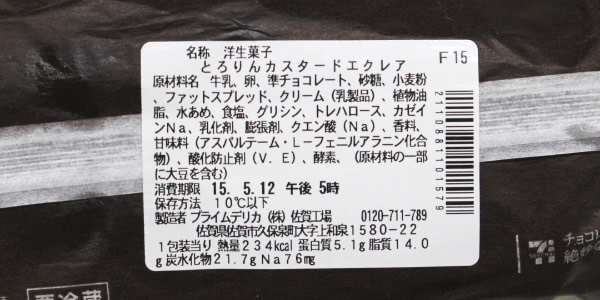 名称 洋生菓子
F15
とろりんカスタードエクレア
原材料名 牛乳、卵、準チョコレート、砂糖、小麦粉
、ファットスプレッド、クリーム（乳製品）、植物油
脂、水あめ、食塩、グリシン、トレハロース、カゼイ
ンNa、乳化剤、膨張剤、クエン酸（Na）、香料、
甘味料（アスパルテーム・L－フェニルアラニン化合
物）、酸化防止剤（V．E）、酵素、（原材料の一部
に大豆を含む）
消費期限 15. 5.12 午後 5時
保存方法 10℃以下
製造者 プライムデリカ（株）佐賀工場 0120-711-789
佐賀県佐賀市久保泉町大字上和泉1580－22
1包装当り 熱量234kcal 蛋白質5.1g 脂質14.0
g 炭水化物21.7g Na76mg
2110881101579
チョコリ
絶
要冷蔵